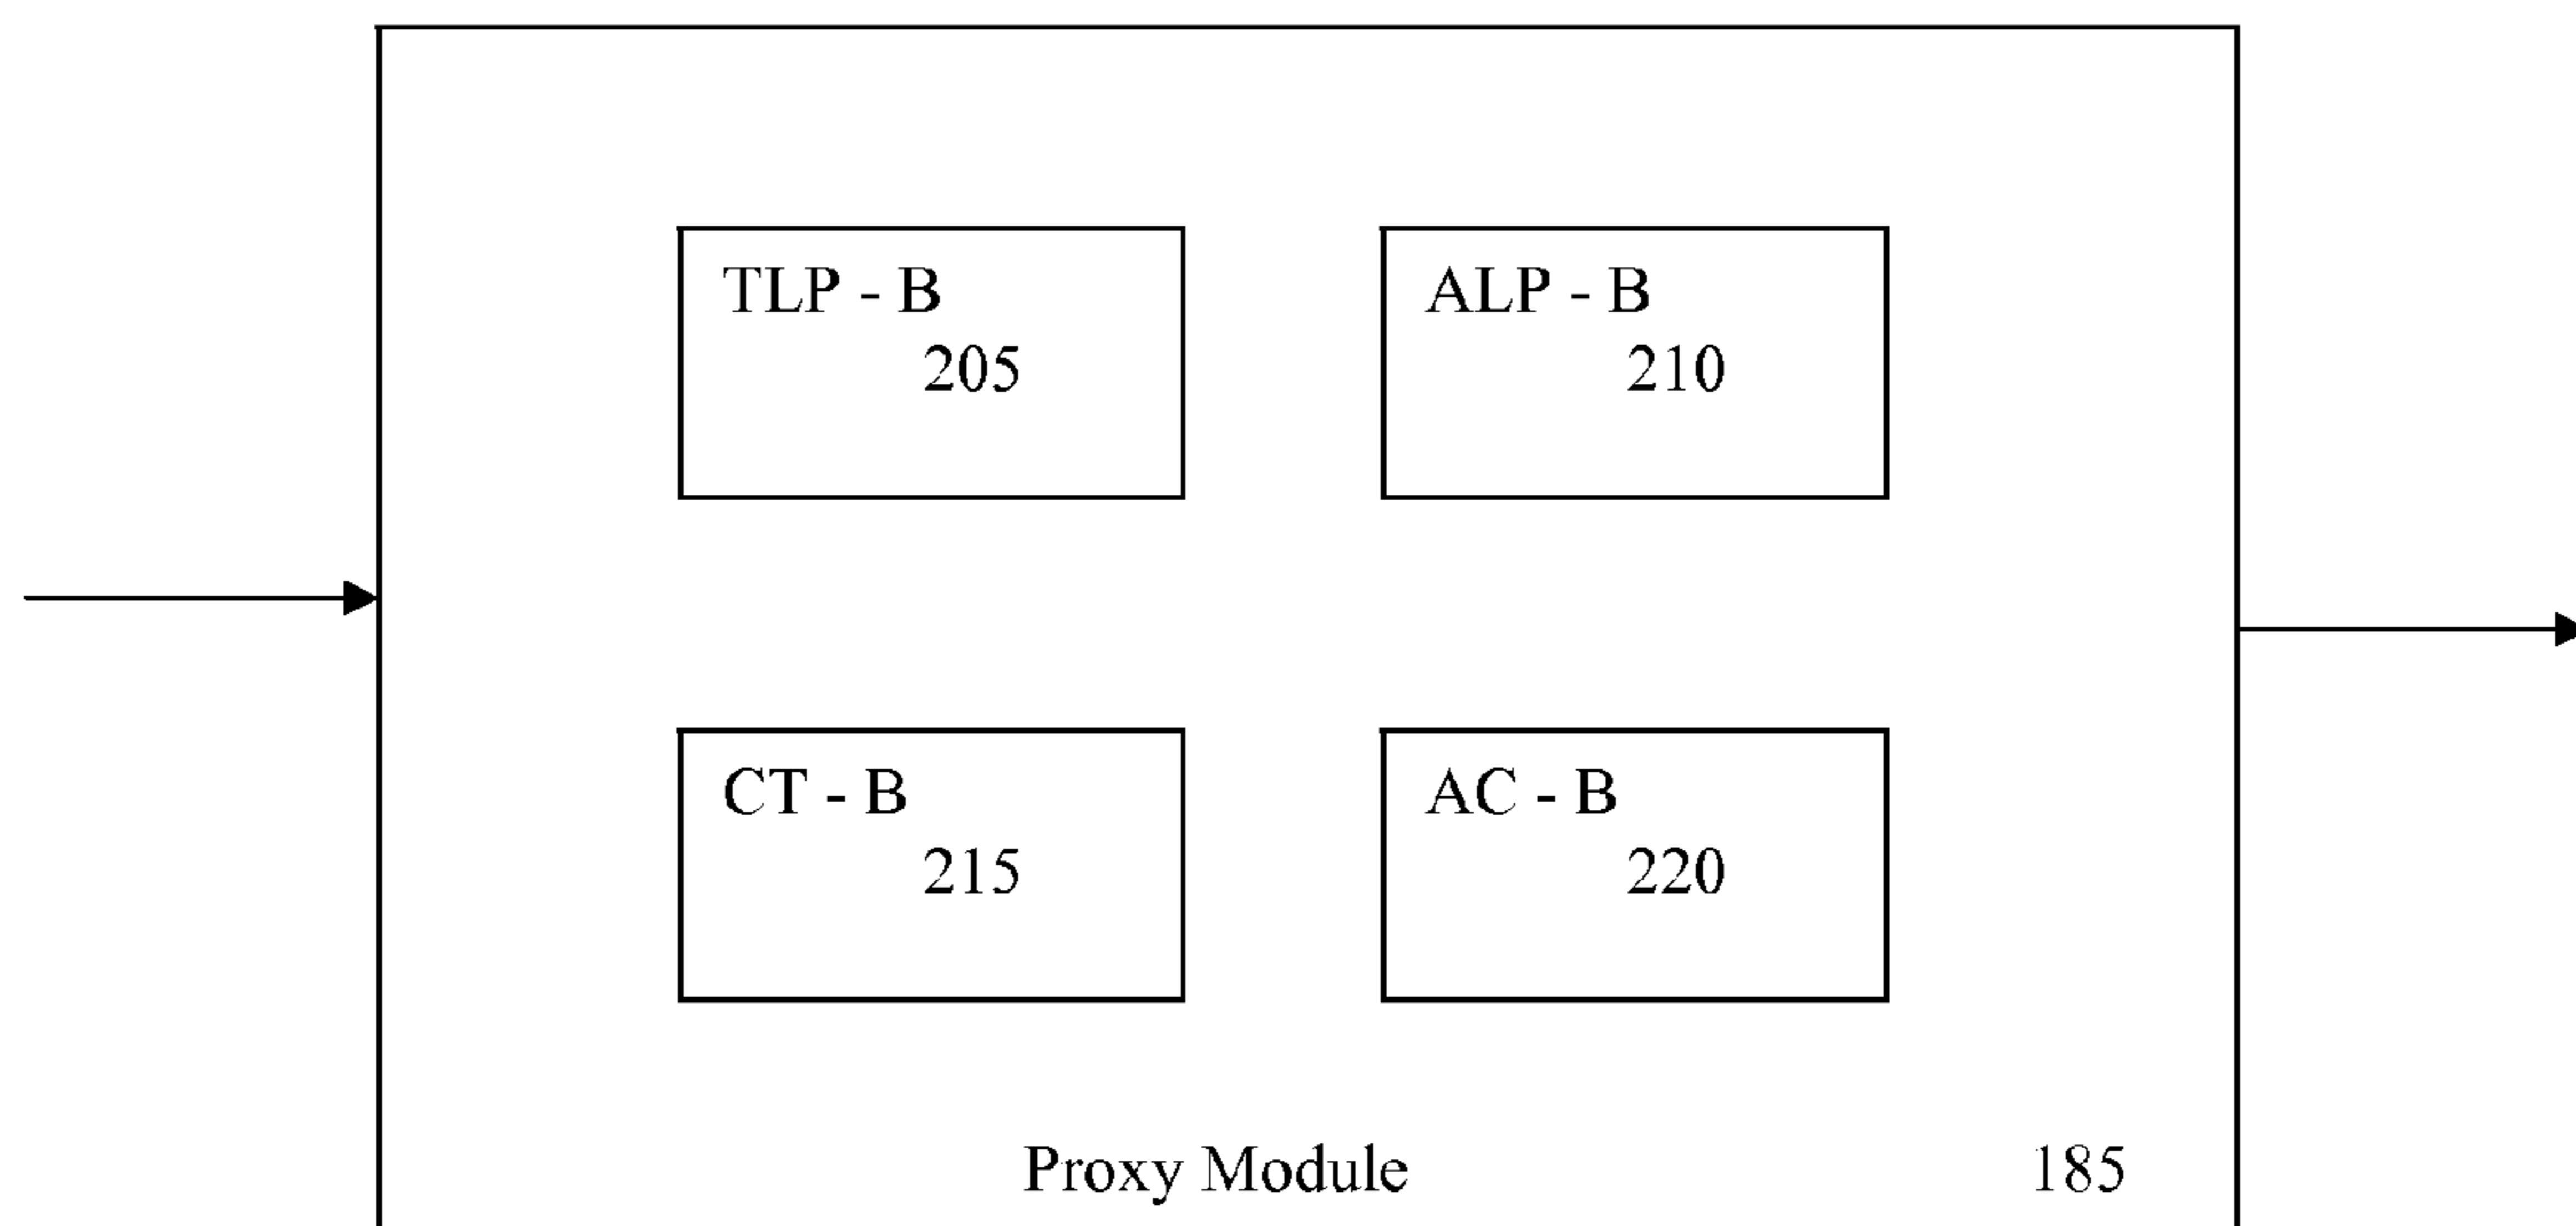 TLP - B
205
ALP - B
210
CT - B
215
AC - B
220
Proxy Module
185